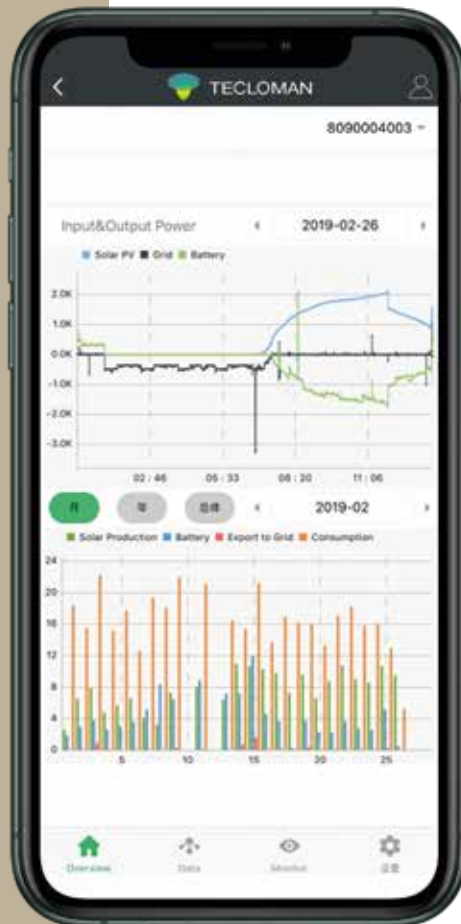 TECLOMAN
8090004003
Input&Output Power
2019-02-26
Solar PV Grid Battery
2.0K
1.0K
0.0K
-1.0K
-2.0K
-3.0K
02:46 05:33 08:20 11:06
月 年 总体 2019-02
Solar Production Battery Export to Grid Consumption
24
20
16
12
8
4
0
5 10 15 20 25
Overview Data Monitor 设置